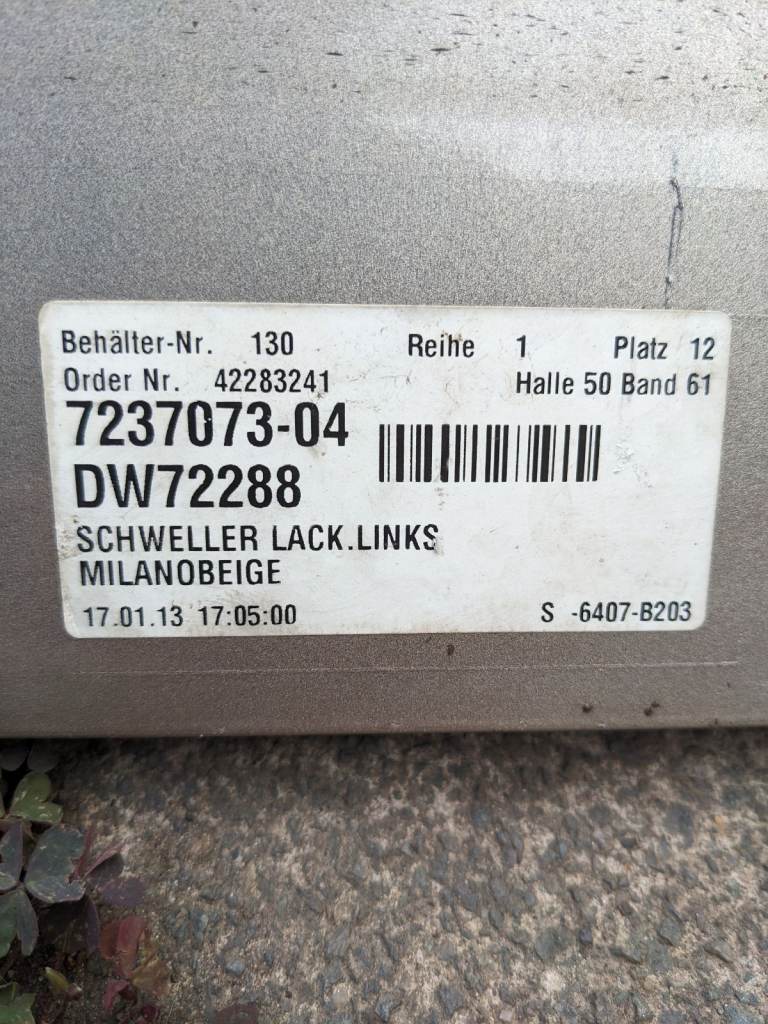 Behälter-Nr. 130 Reihe 1 Platz 12
Order Nr. 42283241 Halle 50 Band 61
7237073-04
DW72288
SCHWELLER LACK.LINKS
MILANOBEIGE
17.01.13 17:05:00 S -6407-B203